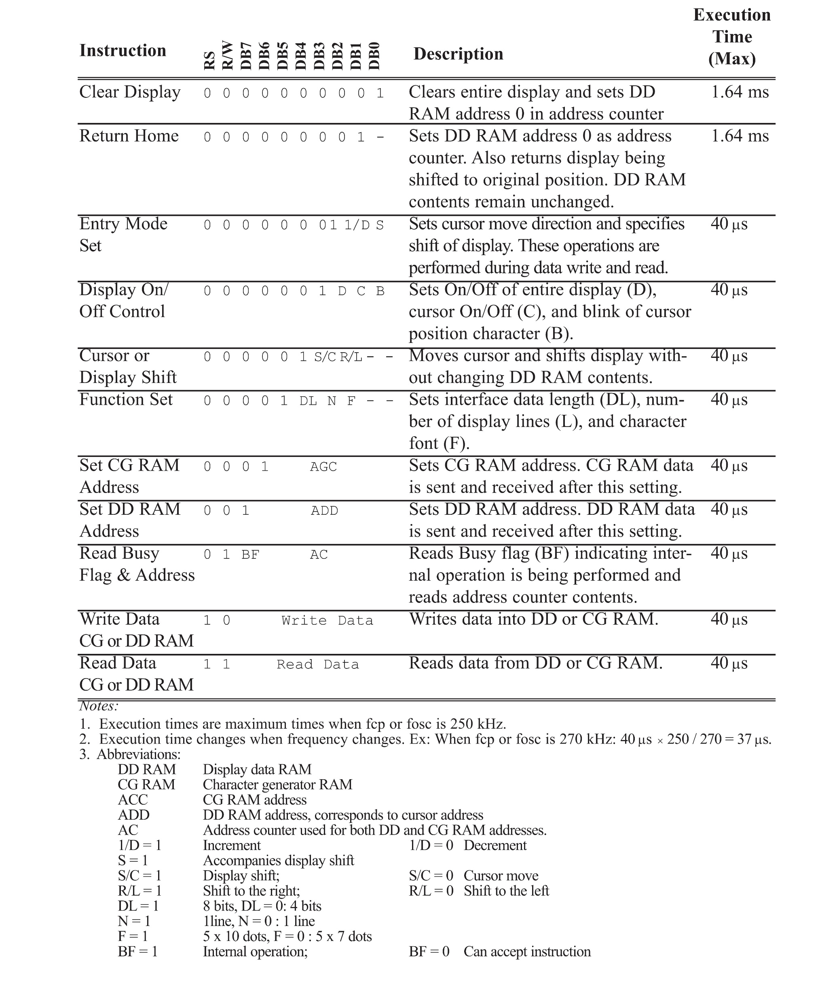 Execution
Time
(Max)
Instruction RS R/W DB7 DB6 DB5 DB4 DB3 DB2 DB1 DB0 Description
Clear Display 0 0 0 0 0 0 0 0 0 1 Clears entire display and sets DD 1.64 ms
RAM address 0 in address counter
Return Home 0 0 0 0 0 0 0 0 1 - Sets DD RAM address 0 as address 1.64 ms
counter. Also returns display being
shifted to original position. DD RAM
contents remain unchanged.
Entry Mode 0 0 0 0 0 0 01 1/D S Sets cursor move direction and specifies 40 µs
Set shift of display. These operations are
performed during data write and read.
Display On/ 0 0 0 0 0 0 1 D C B Sets On/Off of entire display (D), 40 µs
Off Control cursor On/Off (C), and blink of cursor
position character (B).
Cursor or 0 0 0 0 0 1 S/C R/L - - Moves cursor and shifts display with- 40 µs
Display Shift out changing DD RAM contents.
Function Set 0 0 0 0 1 DL N F - - Sets interface data length (DL), num- 40 µs
ber of display lines (L), and character
font (F).
Set CG RAM 0 0 0 1 AGC Sets CG RAM address. CG RAM data 40 µs
Address is sent and received after this setting.
Set DD RAM 0 0 1 ADD Sets DD RAM address. DD RAM data 40 µs
Address is sent and received after this setting.
Read Busy 0 1 BF AC Reads Busy flag (BF) indicating inter- 40 µs
Flag & Address nal operation is being performed and
reads address counter contents.
Write Data 1 0 Write Data Writes data into DD or CG RAM. 40 µs
CG or DD RAM
Read Data 1 1 Read Data Reads data from DD or CG RAM. 40 µs
CG or DD RAM
Notes:
1. Execution times are maximum times when fcp or fosc is 250 kHz.
2. Execution time changes when frequency changes. Ex: When fcp or fosc is 270 kHz: 40 µs × 250 / 270 = 37 µs.
3. Abbreviations:
DD RAM Display data RAM
CG RAM Character generator RAM
ACC CG RAM address
ADD DD RAM address, corresponds to cursor address
AC Address counter used for both DD and CG RAM addresses.
1/D = 1 Increment 1/D = 0 Decrement
S = 1 Accompanies display shift
S/C = 1 Display shift; S/C = 0 Cursor move
R/L = 1 Shift to the right; R/L = 0 Shift to the left
DL = 1 8 bits, DL = 0: 4 bits
N = 1 1line, N = 0 : 1 line
F = 1 5 x 10 dots, F = 0 : 5 x 7 dots
BF = 1 Internal operation; BF = 0 Can accept instruction